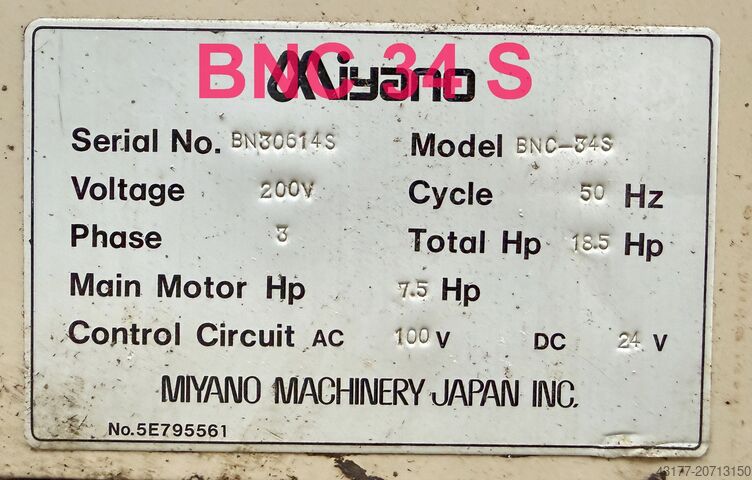 BNC 34 S
Miyano
Serial No. BN30614S Model BNC-34S
Voltage 200V Cycle 50 Hz
Phase 3 Total Hp 18.5 Hp
Main Motor Hp 7.5 Hp
Control Circuit AC 100 V DC 24 V
MIYANO MACHINERY JAPAN INC.
No.5E795561
43177-20713150